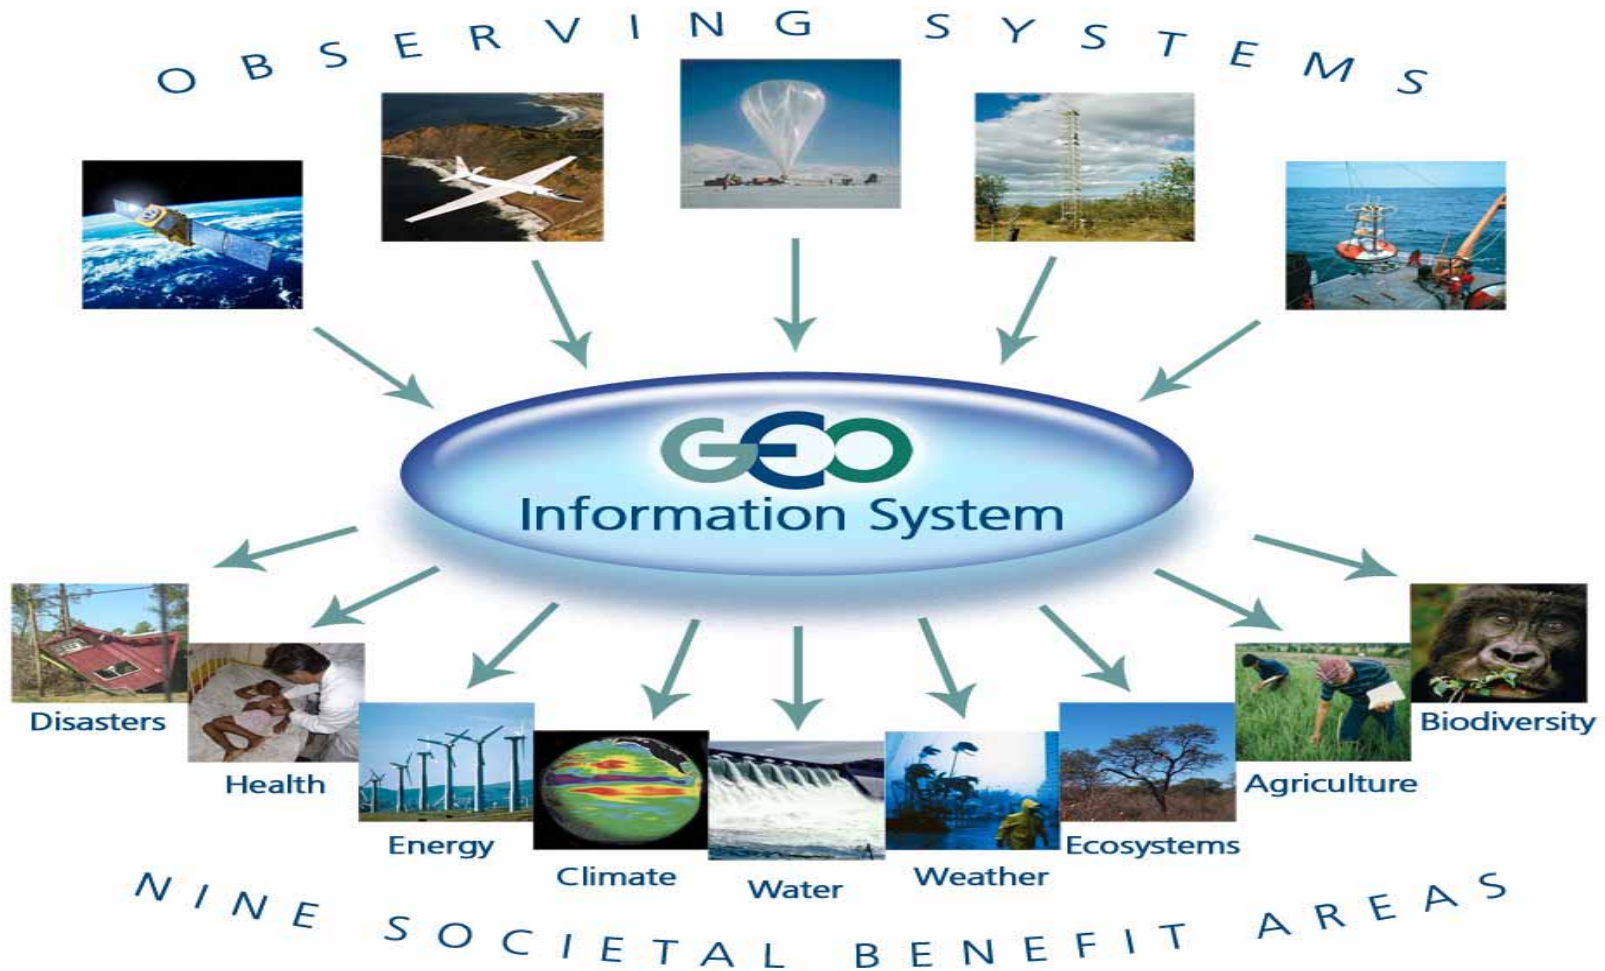 OBSERVING SYSTEMS
GEO
Information System
Disasters
Health
Energy
Climate
Water
Weather
Ecosystems
Agriculture
Biodiversity
NINE SOCIETAL BENEFIT AREAS